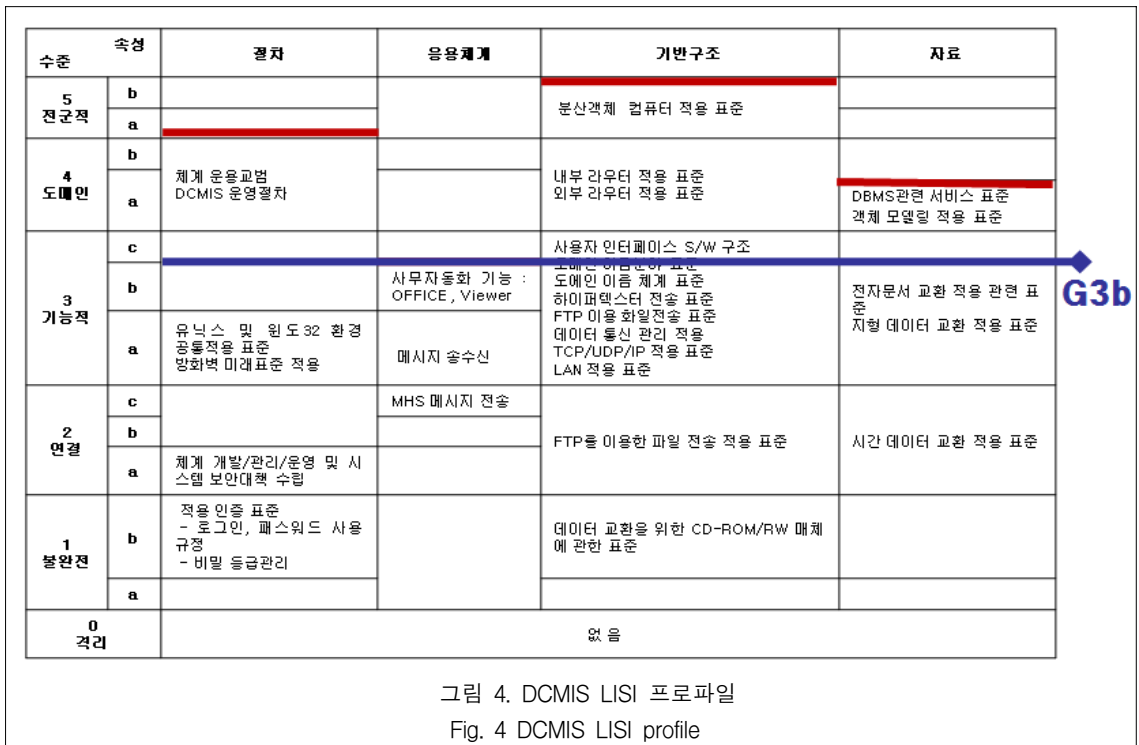 속성
수준
절차
응용체계
기반구조
자료
5
전군적
b
a
분산객체 컴퓨터 적용 표준
4
도메인
b
a
체계 운용교범
DCMIS 운영절차
내부 라우터 적용 표준
외부 라우터 적용 표준
DBMS관련 서비스 표준
객체 모델링 적용 표준
3
기능적
c
b
a
유닉스 및 윈도32 환경
공통적용 표준
방화벽 미래표준 적용
사무자동화 기능 :
OFFICE , Viewer
메시지 송수신
사용자 인터페이스 S/W 구조
도메인 이름 체계 표준
하이퍼텍스터 전송 표준
FTP 이용 화일전송 표준
데이터 통신 관리 적용
TCP/UDP/IP 적용 표준
LAN 적용 표준
전자문서 교환 적용 관련 표
준
지형 데이터 교환 적용 표준
G3b
2
연결
c
b
a
체계 개발/관리/운영 및 시
스템 보안대책 수립
MHS 메시지 전송
FTP를 이용한 파일 전송 적용 표준
시간 데이터 교환 적용 표준
1
불완전
b
a
적용 인증 표준
- 로그인, 패스워드 사용
규정
- 비밀 등급관리
데이터 교환을 위한 CD-ROM/RW 매체
에 관한 표준
0
격리
없 음
그림 4. DCMIS LISI 프로파일
Fig. 4 DCMIS LISI profile